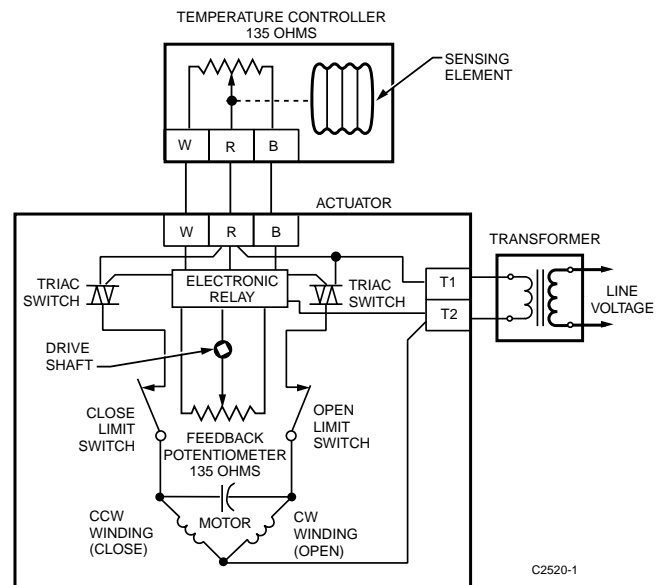 TEMPERATURE CONTROLLER
135 OHMS
SENSING
ELEMENT
W R B
ACTUATOR
W R B
TRANSFORMER
TRIAC
SWITCH
ELECTRONIC
RELAY
TRIAC
SWITCH
T1
T2
LINE
VOLTAGE
DRIVE
SHAFT
CLOSE
LIMIT
SWITCH
OPEN
LIMIT
SWITCH
FEEDBACK
POTENTIOMETER
135 OHMS
CCW
WINDING
(CLOSE)
MOTOR
CW
WINDING
(OPEN)
C2520-1